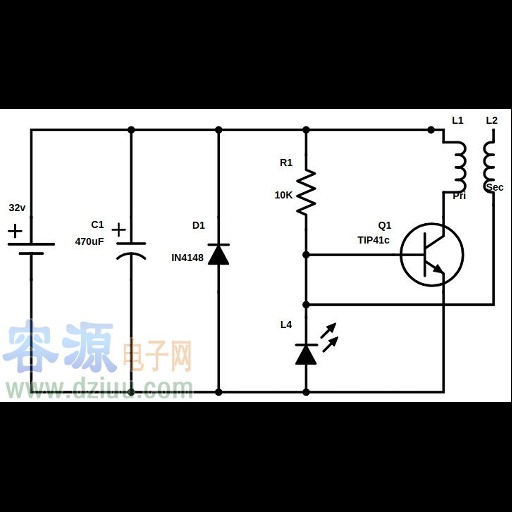 L1 L2
R1
10K
Pri
Sec
32v
C1
470uF
D1
IN4148
Q1
TIP41c
L4
容源电子网
www.dziuu.com